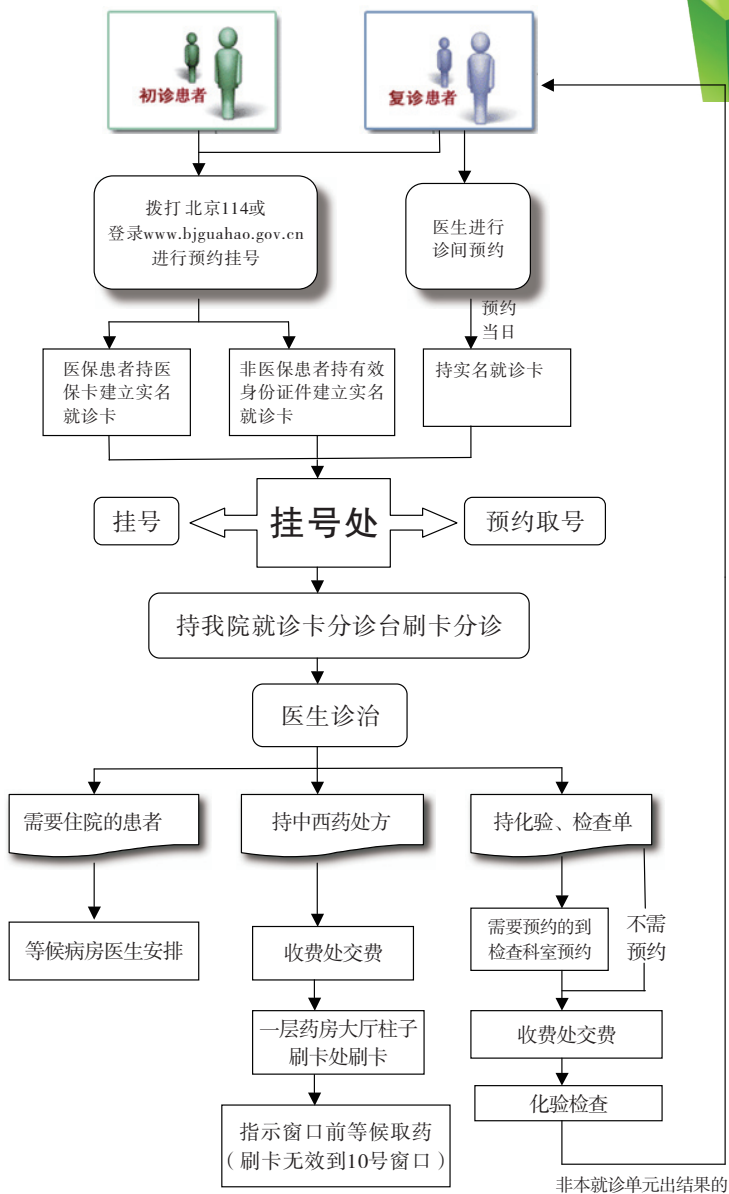 初诊患者
复诊患者
拨打 北京114或
登录www.bjguahao.gov.cn
进行预约挂号
医生进行
诊间预约
预约
当日
医保患者持医
保卡建立实名
就诊卡
非医保患者持有效
身份证件建立实名
就诊卡
持实名就诊卡
挂号
挂号处
预约取号
持我院就诊卡分诊台刷卡分诊
医生诊治
需要住院的患者
持中西药处方
持化验、检查单
等候病房医生安排
收费处交费
需要预约的到
检查科室预约
不需
预约
一层药房大厅柱子
刷卡处刷卡
收费处交费
化验检查
指示窗口前等候取药
（刷卡无效到10号窗口）
非本就诊单元出结果的